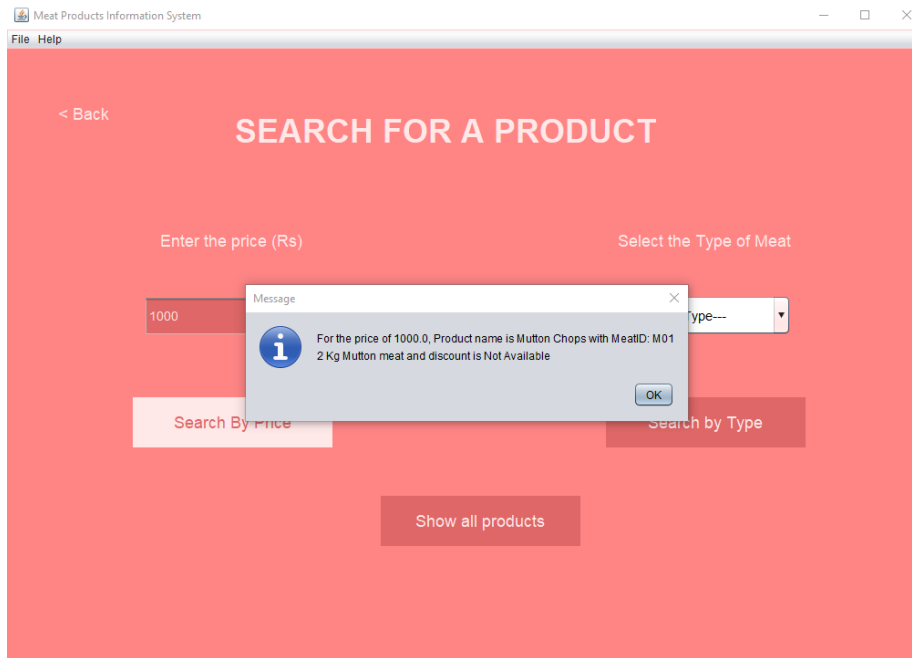 Meat Products Information System
File Help
< Back
SEARCH FOR A PRODUCT
Enter the price (Rs)
Select the Type of Meat
Message
1000
Type---
For the price of 1000.0, Product name is Mutton Chops with MeatID: M01
2 Kg Mutton meat and discount is Not Available
OK
Search By Price
Search by Type
Show all products